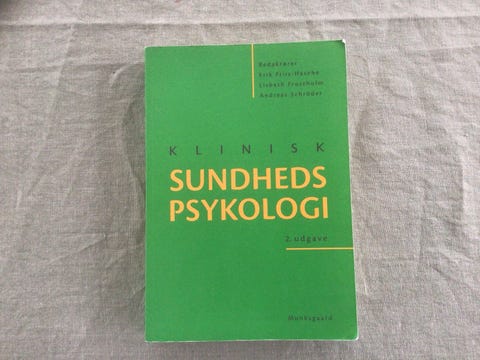 Redaktører
Erik Friis-Hasché
Lisbeth Frostholm
Andreas Schröder
KLINISK
SUNDHEDS
PSYKOLOGI
2. udgave
Munksgaard